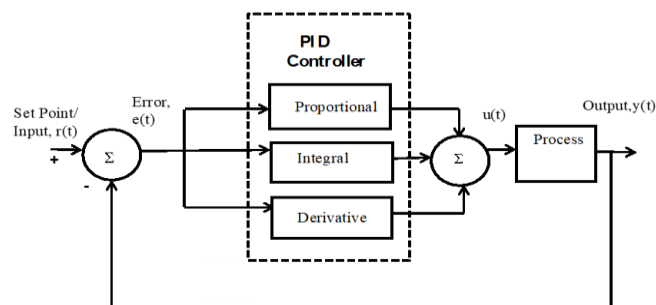 PID
Controller
Set Point/
Input, r(t)
+
-
Error,
e(t)
Σ
Proportional
Integral
Derivative
Σ
u(t)
Process
Output,y(t)